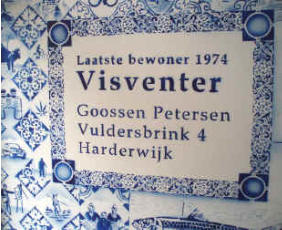 Laatste bewoner 1974
Visventer
Goossen Petersen
Vuldersbrink 4
Harderwijk